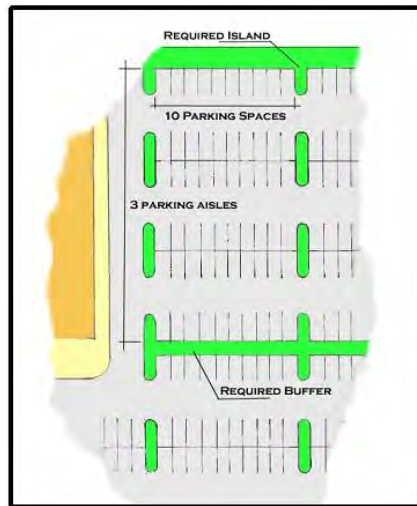 REQUIRED ISLAND
10 PARKING SPACES
3 PARKING AISLES
REQUIRED BUFFER